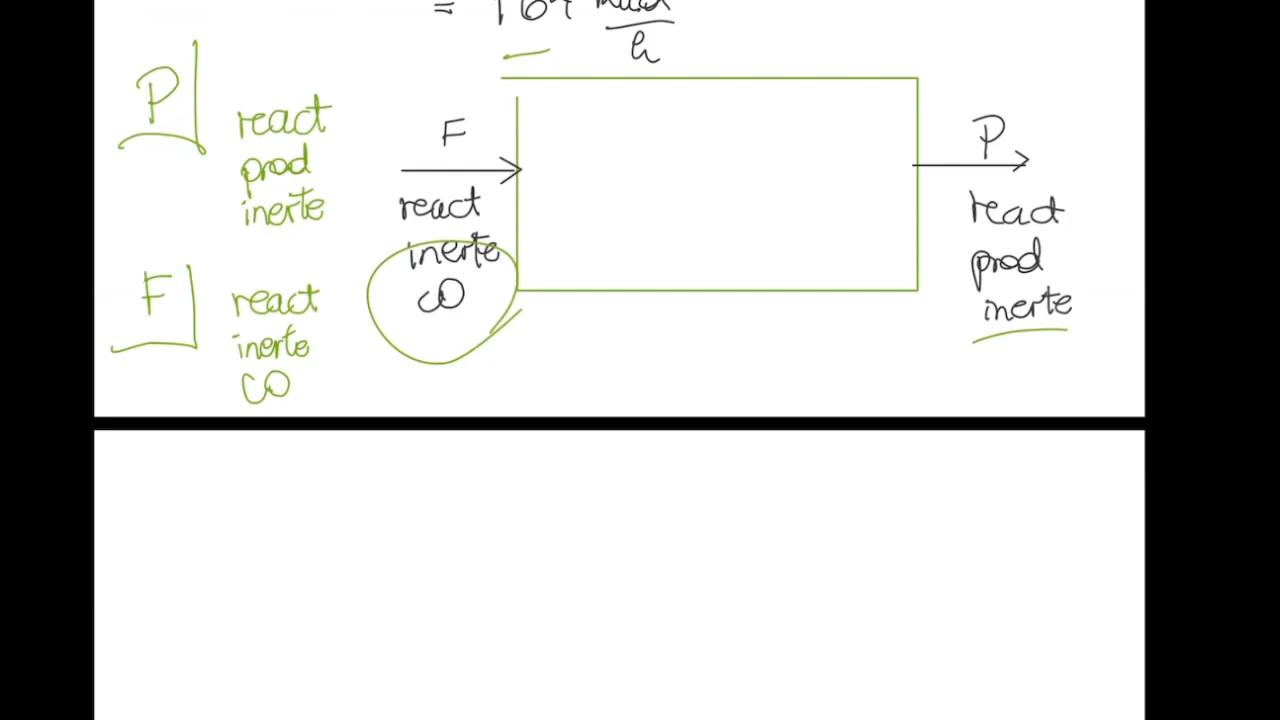 =
P
react
prod
inerte
F
react
inerte
CO
F
react
inerte
CO
P
react
prod
inerte